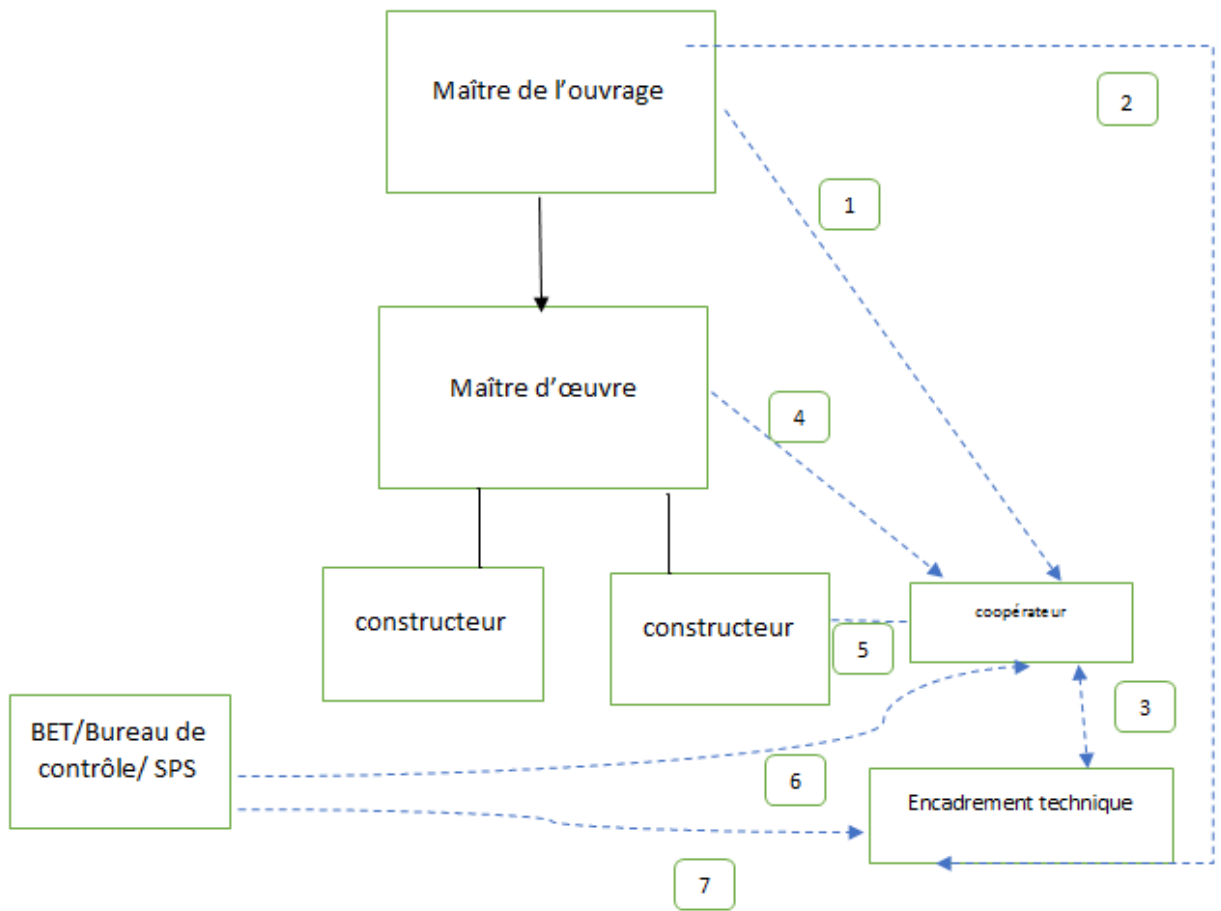 Maître de l'ouvrage
2
1
Maître d'œuvre
4
constructeur
constructeur
coopérateur
5
3
BET/Bureau de
contrôle/ SPS
6
Encadrement technique
7